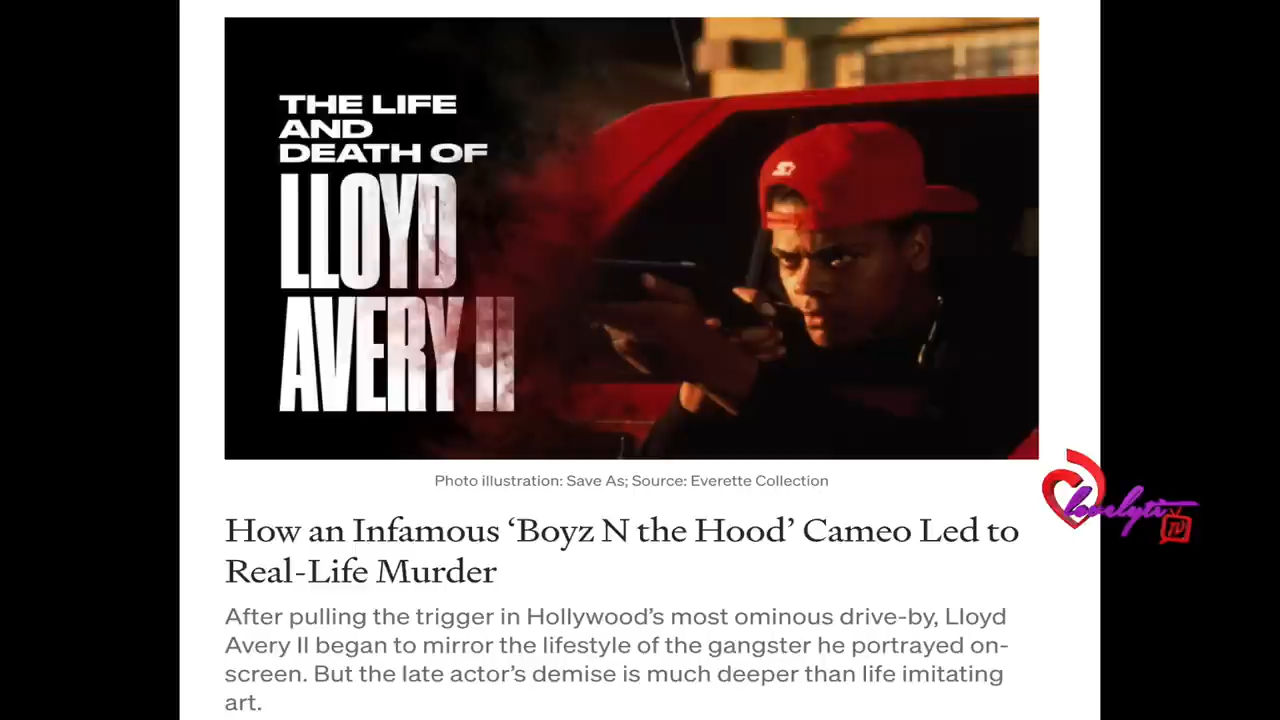 THE LIFE
AND
DEATH OF
LLOYD
AVERY II
Photo illustration: Save As; Source: Everette Collection
How an Infamous ‘Boyz N the Hood’ Cameo Led to
Real-Life Murder
After pulling the trigger in Hollywood’s most ominous drive-by, Lloyd
Avery II began to mirror the lifestyle of the gangster he portrayed on-
screen. But the late actor’s demise is much deeper than life imitating
art.
lovelyti
TV